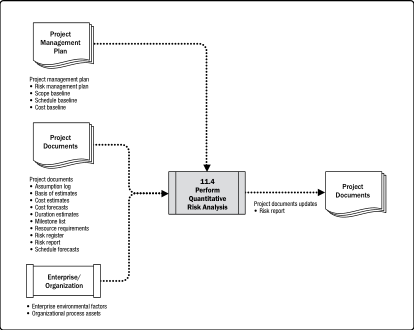 Project
Management
Plan
Project management plan
• Risk management plan
• Scope baseline
• Schedule baseline
• Cost baseline
Project
Documents
Project documents
• Assumption log
• Basis of estimates
• Cost estimates
• Cost forecasts
• Duration estimates
• Milestone list
• Resource requirements
• Risk register
• Risk report
• Schedule forecasts
Enterprise/
Organization
• Enterprise environmental factors
• Organizational process assets
11.4
Perform
Quantitative
Risk Analysis
Project documents updates
• Risk report
Project
Documents